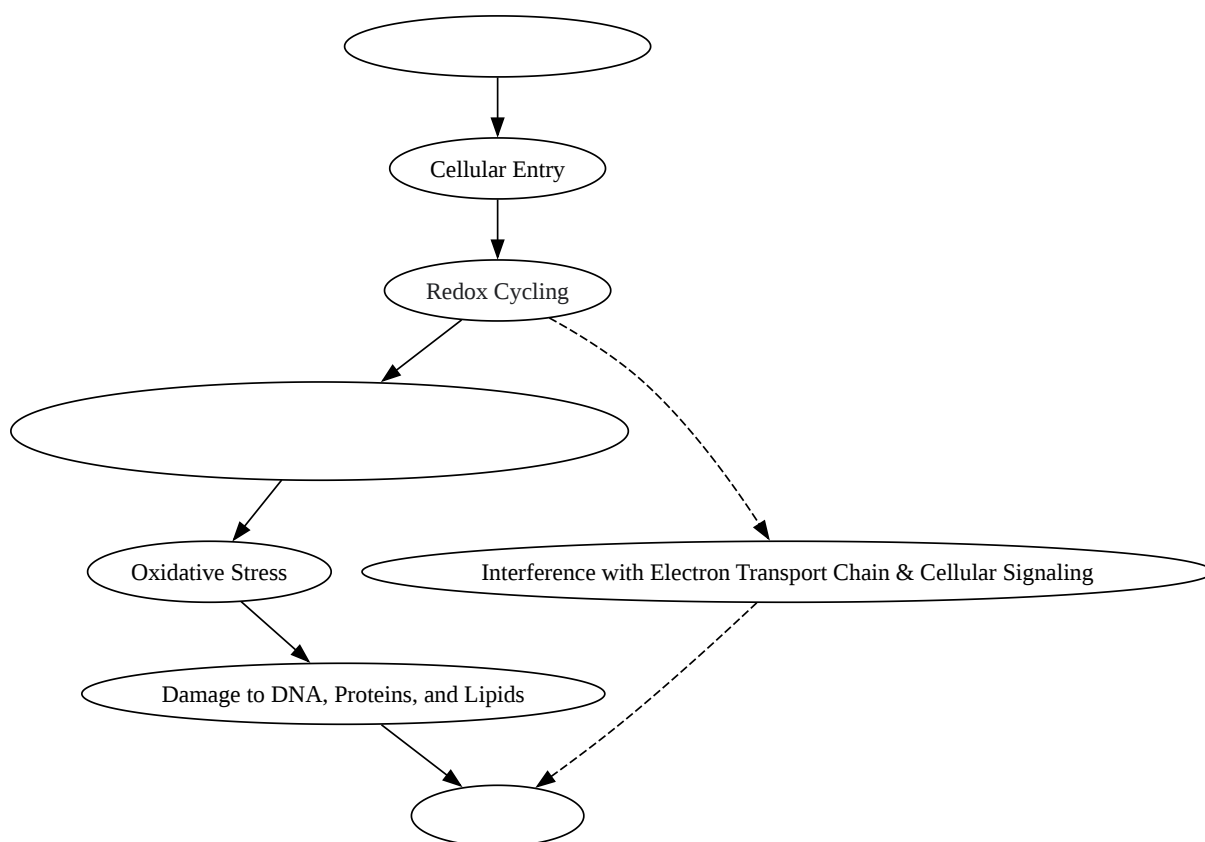 Cellular Entry
Redox Cycling
Oxidative Stress
Interference with Electron Transport Chain & Cellular Signaling
Damage to DNA, Proteins, and Lipids